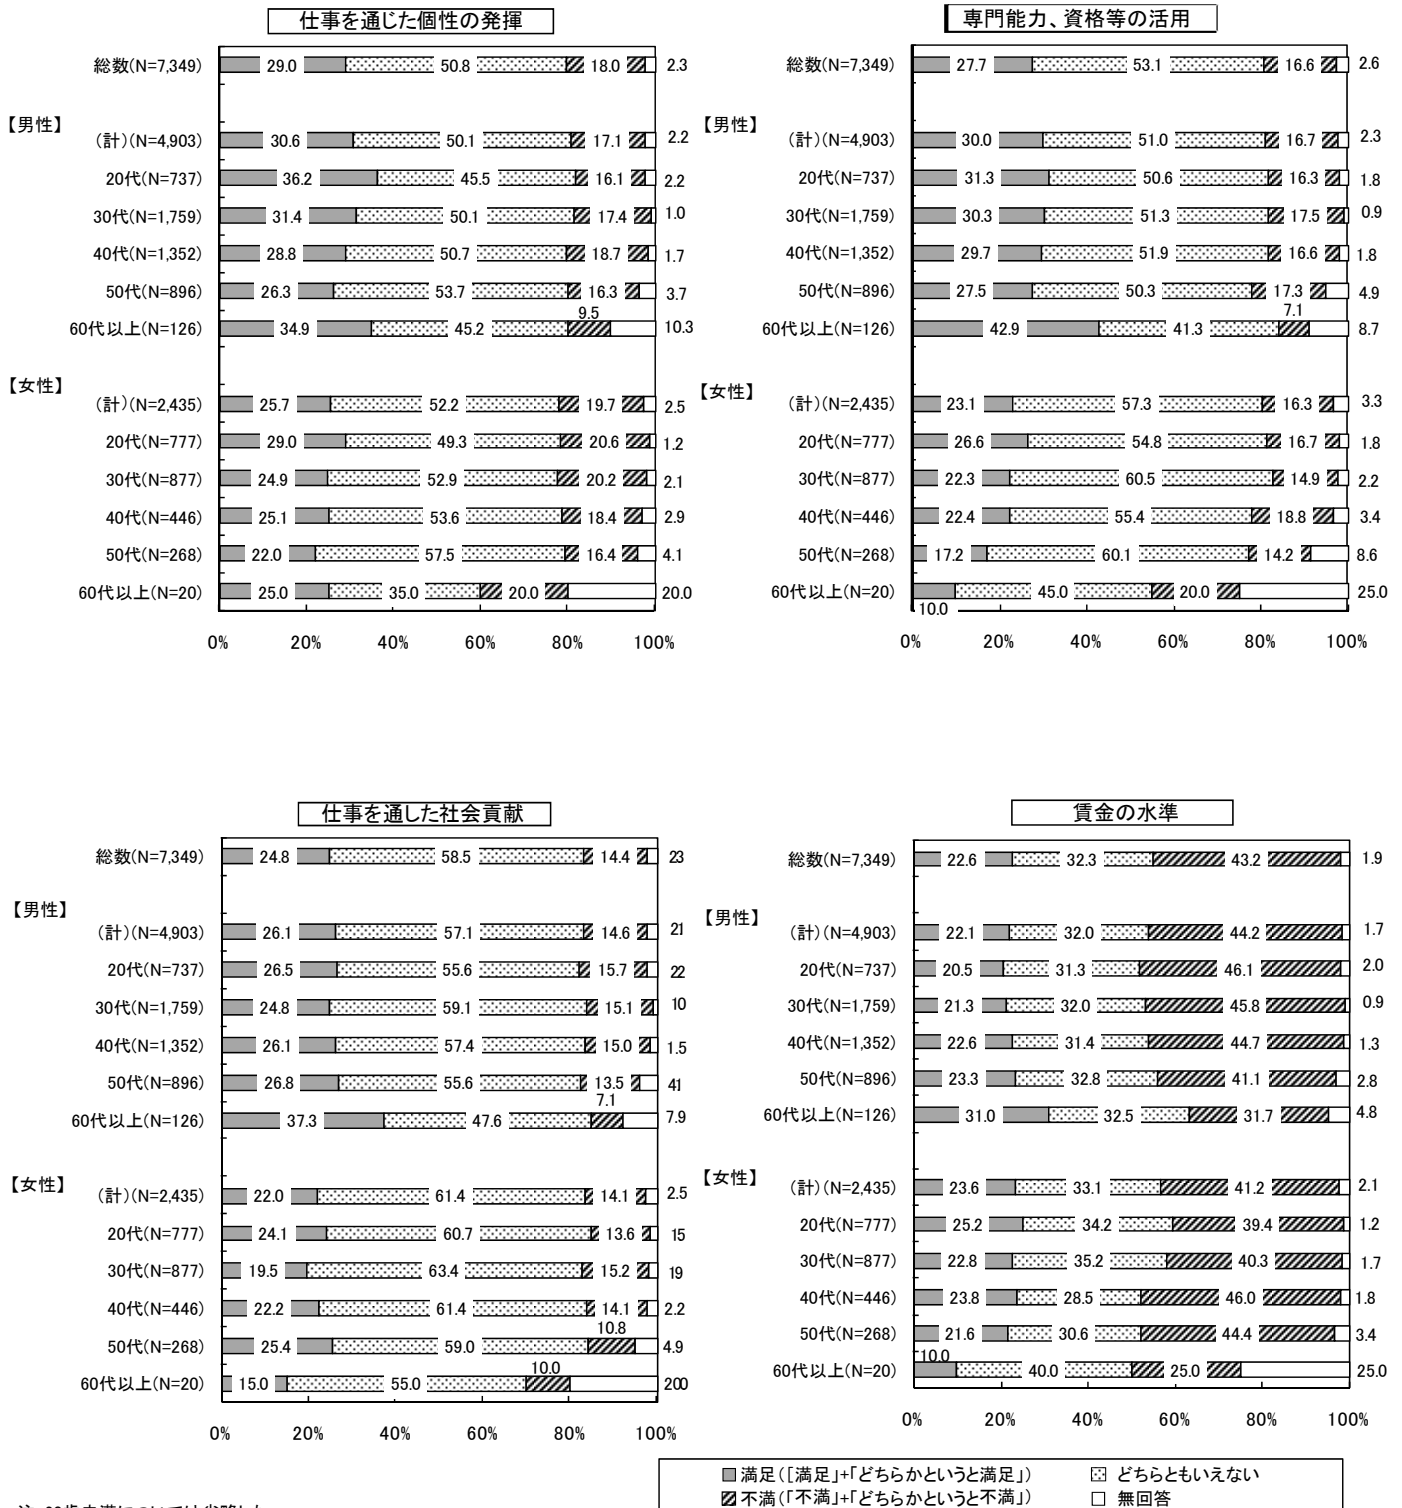 仕事を通じた個性の発揮
総数(N=7,349) 29.0 50.8 18.0 2.3
【男性】
(計)(N=4,903) 30.6 50.1 17.1 2.2
20代(N=737) 36.2 45.5 16.1 2.2
30代(N=1,759) 31.4 50.1 17.4 1.0
40代(N=1,352) 28.8 50.7 18.7 1.7
50代(N=896) 26.3 53.7 16.3 3.7
60代以上(N=126) 34.9 45.2 9.5 10.3
【女性】
(計)(N=2,435) 25.7 52.2 19.7 2.5
20代(N=777) 29.0 49.3 20.6 1.2
30代(N=877) 24.9 52.9 20.2 2.1
40代(N=446) 25.1 53.6 18.4 2.9
50代(N=268) 22.0 57.5 16.4 4.1
60代以上(N=20) 25.0 35.0 20.0 20.0
0% 20% 40% 60% 80% 100%
専門能力、資格等の活用
総数(N=7,349) 27.7 53.1 16.6 2.6
【男性】
(計)(N=4,903) 30.0 51.0 16.7 2.3
20代(N=737) 31.3 50.6 16.3 1.8
30代(N=1,759) 30.3 51.3 17.5 0.9
40代(N=1,352) 29.7 51.9 16.6 1.8
50代(N=896) 27.5 50.3 17.3 4.9
60代以上(N=126) 42.9 41.3 7.1 8.7
【女性】
(計)(N=2,435) 23.1 57.3 16.3 3.3
20代(N=777) 26.6 54.8 16.7 1.8
30代(N=877) 22.3 60.5 14.9 2.2
40代(N=446) 22.4 55.4 18.8 3.4
50代(N=268) 17.2 60.1 14.2 8.6
60代以上(N=20) 10.0 45.0 20.0 25.0
0% 20% 40% 60% 80% 100%
仕事を通した社会貢献
総数(N=7,349) 24.8 58.5 14.4 23
【男性】
(計)(N=4,903) 26.1 57.1 14.6 21
20代(N=737) 26.5 55.6 15.7 22
30代(N=1,759) 24.8 59.1 15.1 10
40代(N=1,352) 26.1 57.4 15.0 1.5
50代(N=896) 26.8 55.6 13.5 41
60代以上(N=126) 37.3 47.6 7.1 7.9
【女性】
(計)(N=2,435) 22.0 61.4 14.1 2.5
20代(N=777) 24.1 60.7 13.6 15
30代(N=877) 19.5 63.4 15.2 19
40代(N=446) 22.2 61.4 14.1 2.2
50代(N=268) 25.4 59.0 10.8 4.9
60代以上(N=20) 15.0 55.0 10.0 200
0% 20% 40% 60% 80% 100%
賃金の水準
総数(N=7,349) 22.6 32.3 43.2 1.9
【男性】
(計)(N=4,903) 22.1 32.0 44.2 1.7
20代(N=737) 20.5 31.3 46.1 2.0
30代(N=1,759) 21.3 32.0 45.8 0.9
40代(N=1,352) 22.6 31.4 44.7 1.3
50代(N=896) 23.3 32.8 41.1 2.8
60代以上(N=126) 31.0 32.5 31.7 4.8
【女性】
(計)(N=2,435) 23.6 33.1 41.2 2.1
20代(N=777) 25.2 34.2 39.4 1.2
30代(N=877) 22.8 35.2 40.3 1.7
40代(N=446) 23.8 28.5 46.0 1.8
50代(N=268) 21.6 30.6 44.4 3.4
60代以上(N=20) 10.0 40.0 25.0 25.0
0% 20% 40% 60% 80% 100%
満足([満足」+「どちらかというと満足」) どちらともいえない
不満(「不満」+「どちらかというと不満」) 無回答